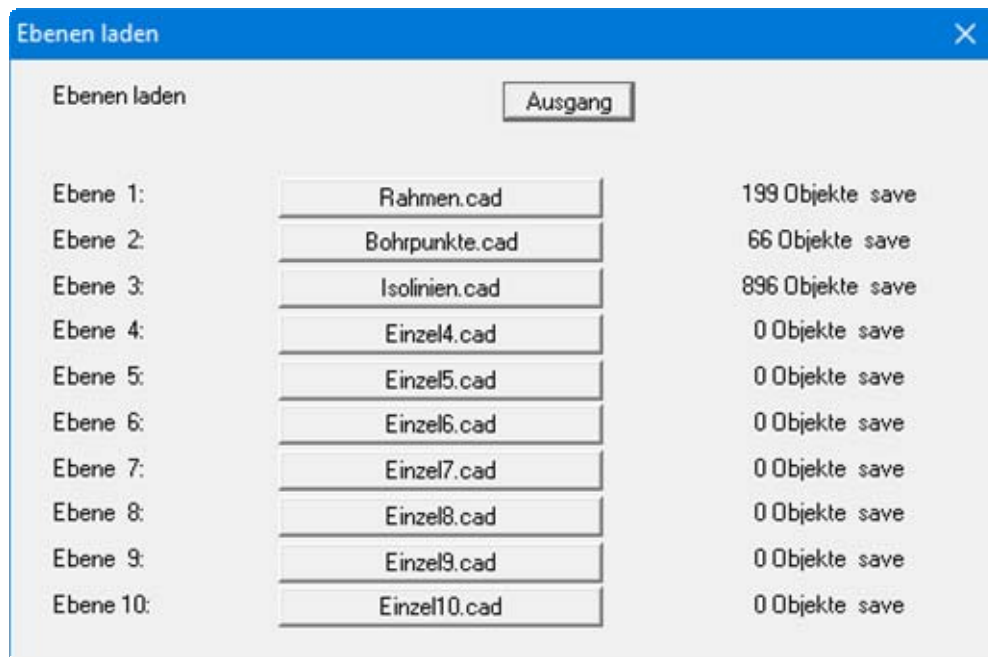 Ebenen laden
Ebenen laden Ausgang
Ebene 1: Rahmen.cad 199 Objekte save
Ebene 2: Bohrpunkte.cad 66 Objekte save
Ebene 3: Isolinien.cad 896 Objekte save
Ebene 4: Einzel4.cad 0 Objekte save
Ebene 5: Einzel5.cad 0 Objekte save
Ebene 6: Einzel6.cad 0 Objekte save
Ebene 7: Einzel7.cad 0 Objekte save
Ebene 8: Einzel8.cad 0 Objekte save
Ebene 9: Einzel9.cad 0 Objekte save
Ebene 10: Einzel10.cad 0 Objekte save